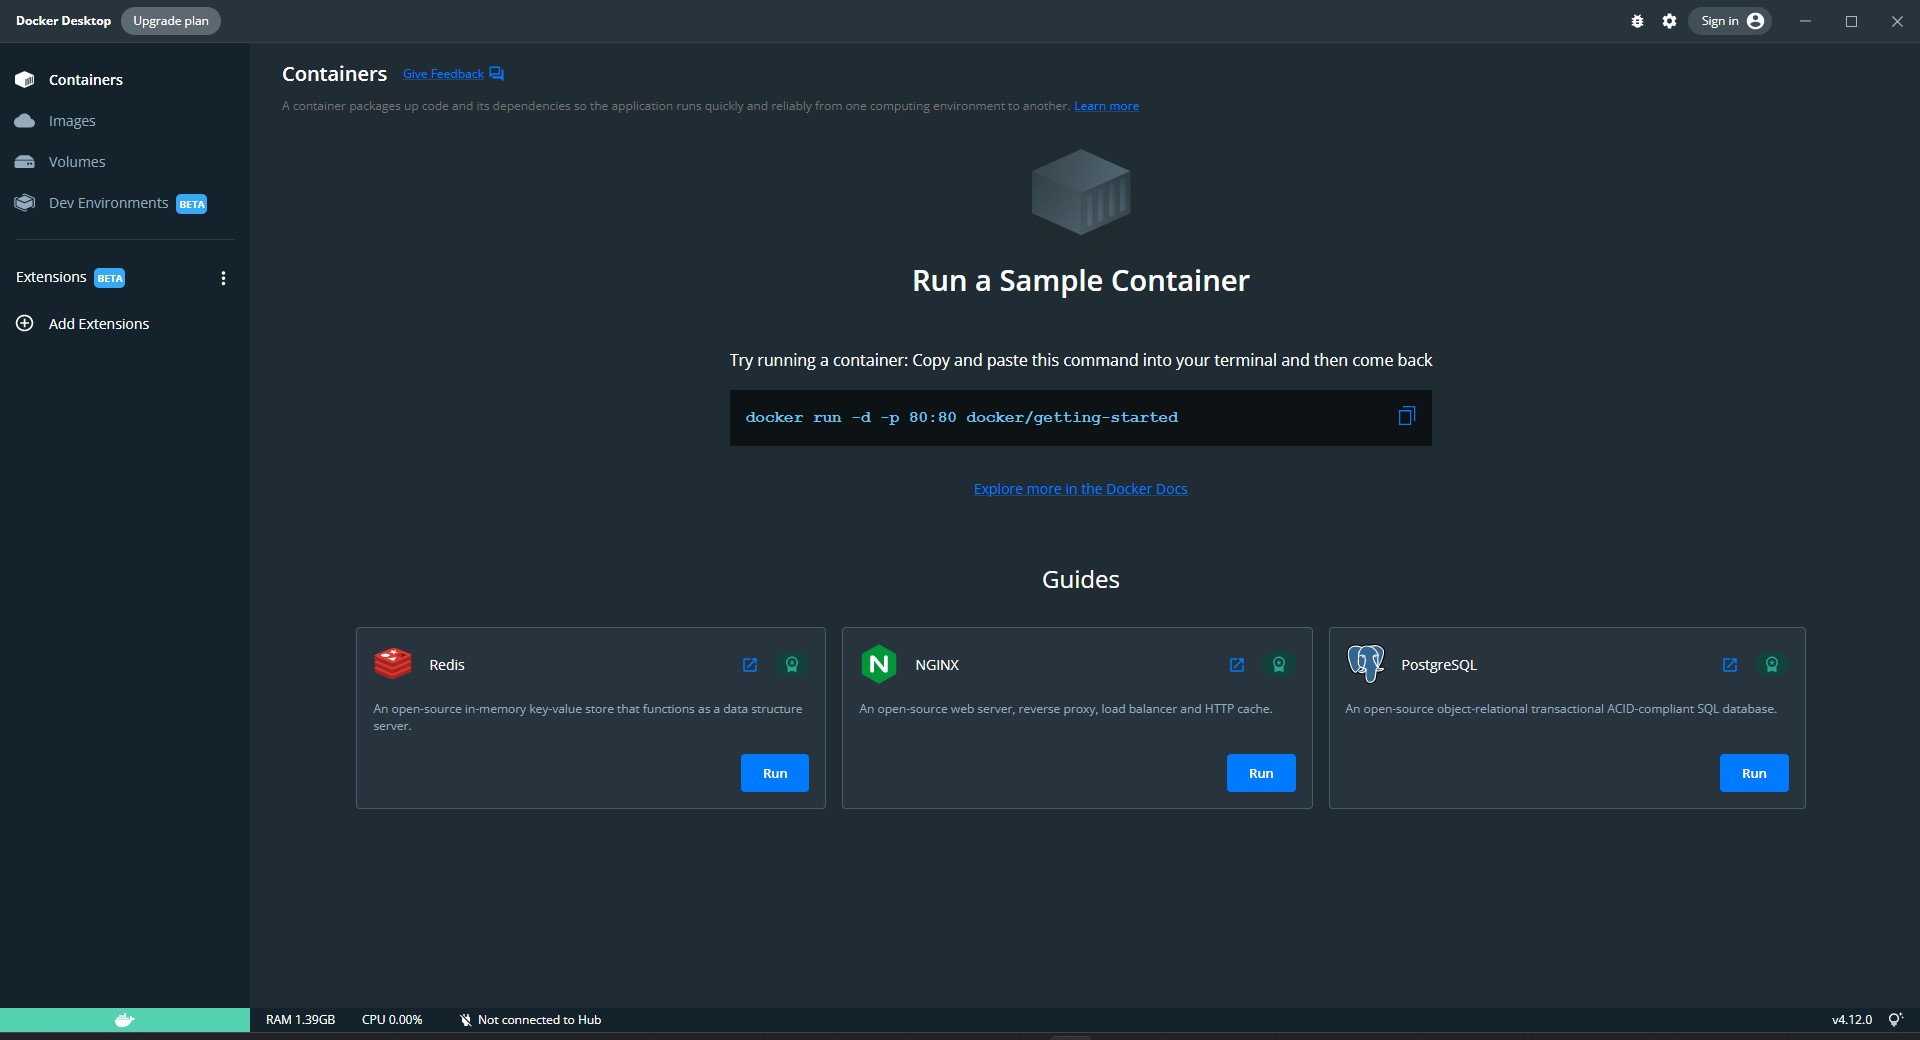 Docker Desktop
Upgrade plan
Sign in
Containers
Images
Volumes
Dev Environments BETA
Extensions BETA
Add Extensions
Containers Give Feedback
A container packages up code and its dependencies so the application runs quickly and reliably from one computing environment to another. Learn more
Run a Sample Container
Try running a container: Copy and paste this command into your terminal and then come back
docker run -d -p 80:80 docker/getting-started
Explore more in the Docker Docs
Guides
Redis
An open-source in-memory key-value store that functions as a data structure
server.
Run
N
NGINX
An open-source web server, reverse proxy, load balancer and HTTP cache.
Run
PostgreSQL
An open-source object-relational transactional ACID-compliant SQL database.
Run
RAM 1.39GB
CPU 0.00%
Not connected to Hub
v4.12.0